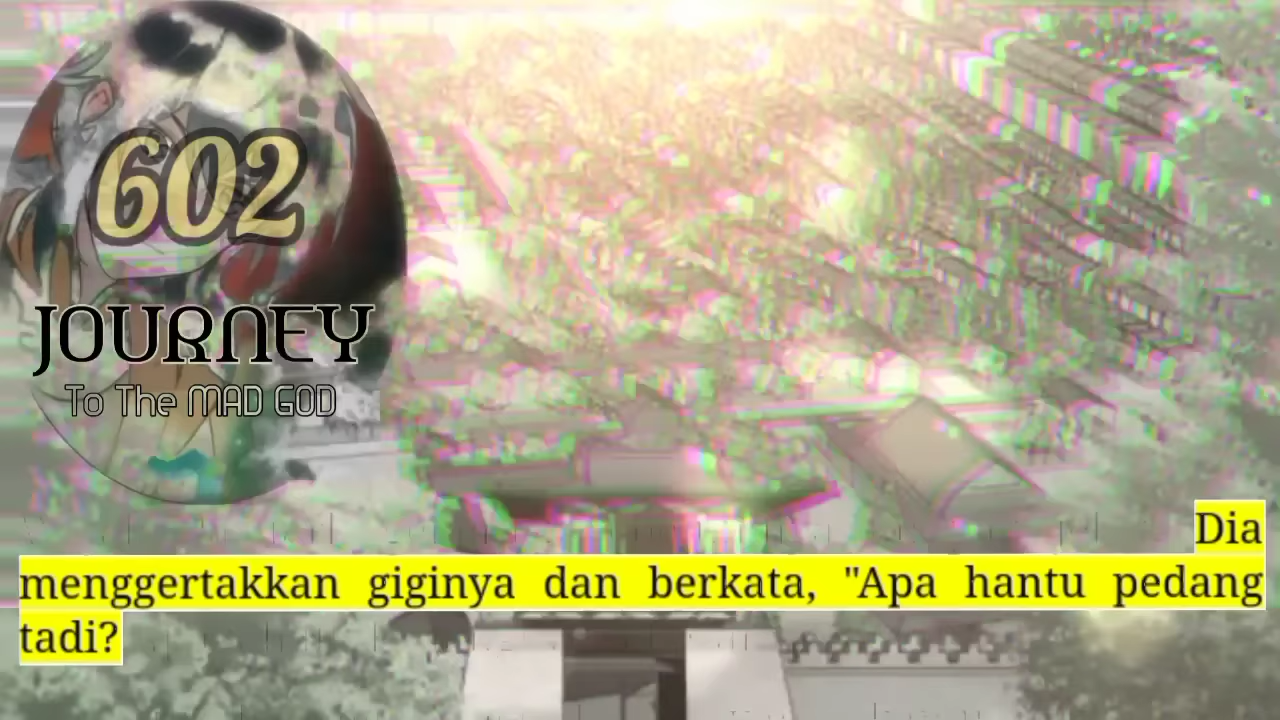 602
JOURNEY
To The MAD GOD
Dia
menggertakkan giginya dan berkata, "Apa hantu pedang
tadi?